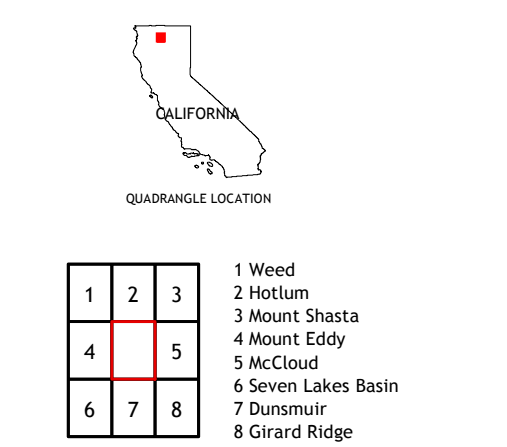 CALIFORNIA
QUADRANGLE LOCATION
1 2 3
4 5
6 7 8
1 Weed
2 Hotlum
3 Mount Shasta
4 Mount Eddy
5 McCloud
6 Seven Lakes Basin
7 Dunsmuir
8 Girard Ridge